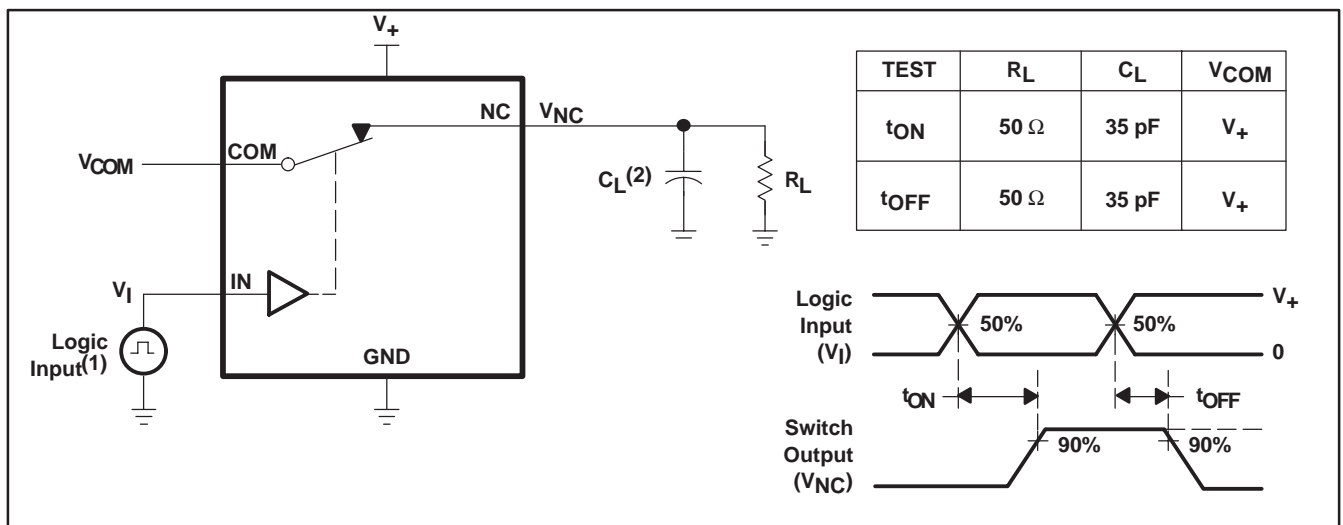 V+
NC
VNC
COM
VCOM
CL(2)
RL
IN
VI
Logic
Input(1)
GND
TEST RL CL VCOM
tON 50 Ω 35 pF V+
tOFF 50 Ω 35 pF V+
Logic
Input
(VI)
50%
50%
V+
0
tON
tOFF
Switch
Output
(VNC)
90%
90%